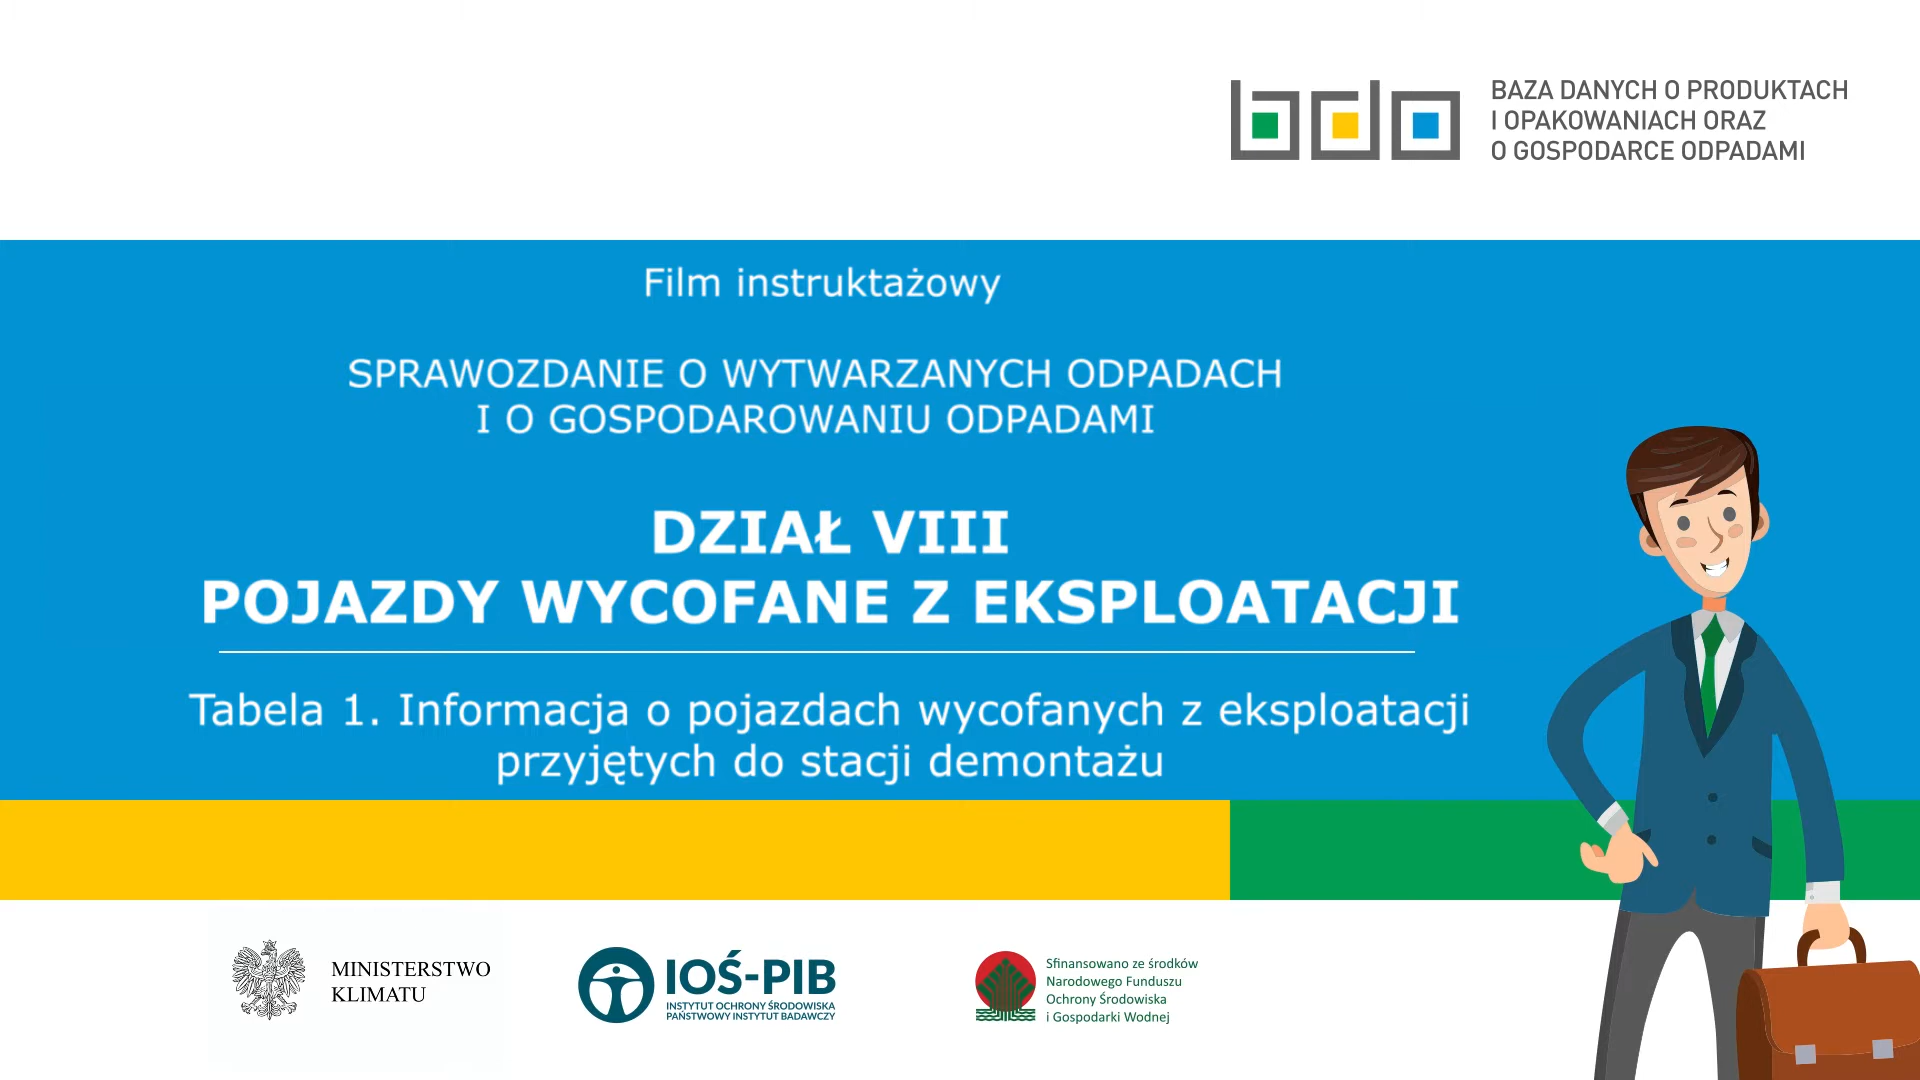 bdo
BAZA DANYCH O PRODUKTACH
I OPAKOWANIACH ORAZ
O GOSPODARCE ODPADAMI
Film instruktażowy
SPRAWOZDANIE O WYTWARZANYCH ODPADACH
I O GOSPODAROWANIU ODPADAMI
DZIAŁ VIII
POJAZDY WYCOFANE Z EKSPLOATACJI
Tabela 1. Informacja o pojazdach wycofanych z eksploatacji
przyjętych do stacji demontażu
MINISTERSTWO
KLIMATU
IOŚ-PIB
INSTYTUT OCHRONY ŚRODOWISKA
PAŃSTWOWY INSTYTUT BADAWCZY
Sfinansowano ze środków
Narodowego Funduszu
Ochrony Środowiska
i Gospodarki Wodnej